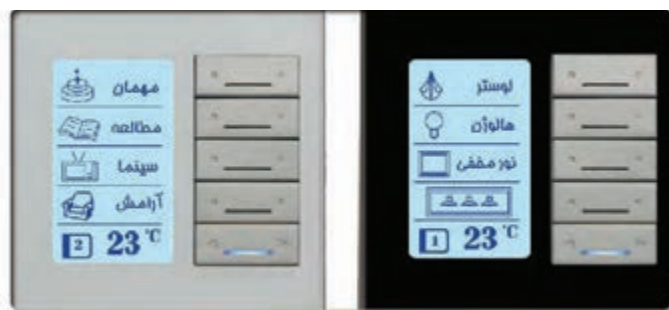 مهمان
مطالعه
سینما
آرامش
2 23 °C
لوستر
هالوژن
نور مخفی
1 23 °C